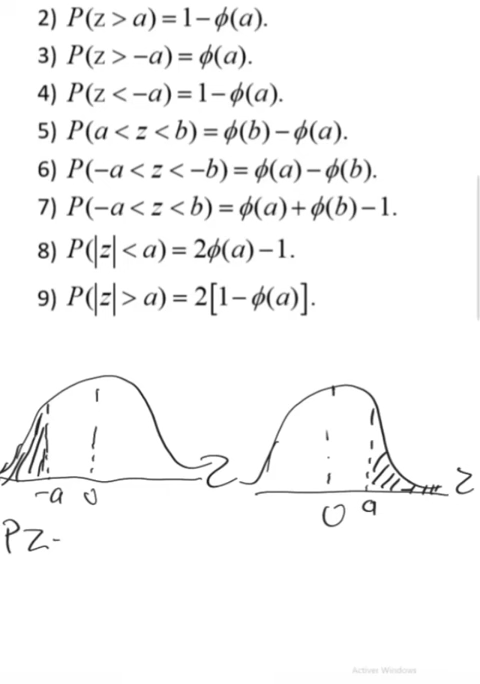 2) P(z > a) = 1 − ϕ(a).
3) P(z > −a) = ϕ(a).
4) P(z < −a) = 1 − ϕ(a).
5) P(a < z < b) = ϕ(b) − ϕ(a).
6) P(−a < z < −b) = ϕ(a) − ϕ(b).
7) P(−a < z < b) = ϕ(a) + ϕ(b) − 1.
8) P(|z| < a) = 2ϕ(a) − 1.
9) P(|z| > a) = 2[1 − ϕ(a)].
Z z
-a 0 0 a
PZ-
Activer Windows